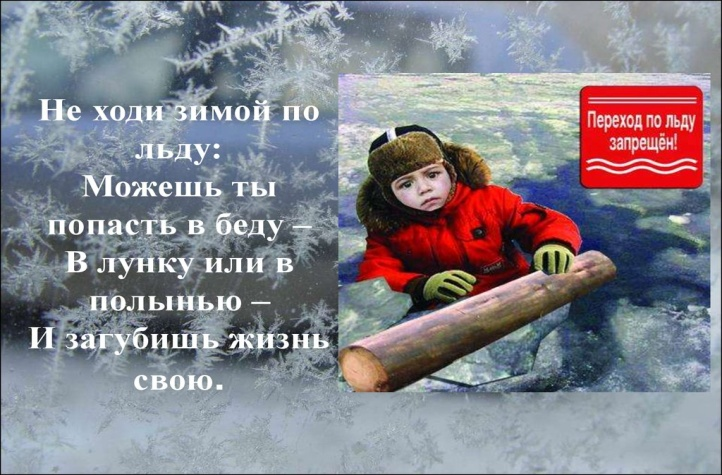 Не ходи зимой по
льду:
Можешь ты
попасть в беду –
В лунку или в
полынью –
И загубишь жизнь
свою.
Переход по льду
запрещён!